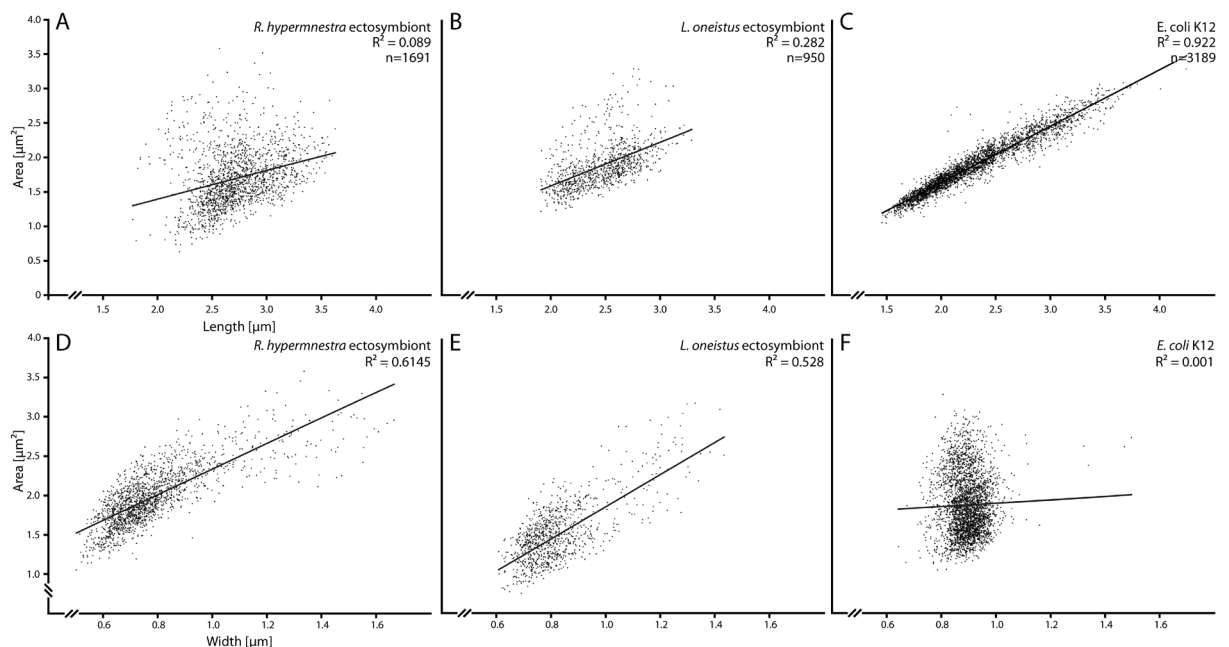 A
R. hypermnestra ectosymbiont
R² = 0.089
n=1691
B
L. oneistus ectosymbiont
R² = 0.282
n=950
C
E. coli K12
R² = 0.922
n=3189
4.0
3.5
3.0
2.5
2.0
1.5
1.0
0.5
0
Area [μm²]
1.5 2.0 2.5 3.0 3.5 4.0
1.5 2.0 2.5 3.0 3.5 4.0
1.5 2.0 2.5 3.0 3.5 4.0
Length [μm]
D
R. hypermnestra ectosymbiont
R² = 0.6145
E
L. oneistus ectosymbiont
R² = 0.528
F
E. coli K12
R² = 0.001
4.0
3.5
3.0
2.5
2.0
1.5
1.0
Area [μm²]
0.6 0.8 1.0 1.2 1.4 1.6
0.6 0.8 1.0 1.2 1.4 1.6
0.6 0.8 1.0 1.2 1.4 1.6
Width [μm]